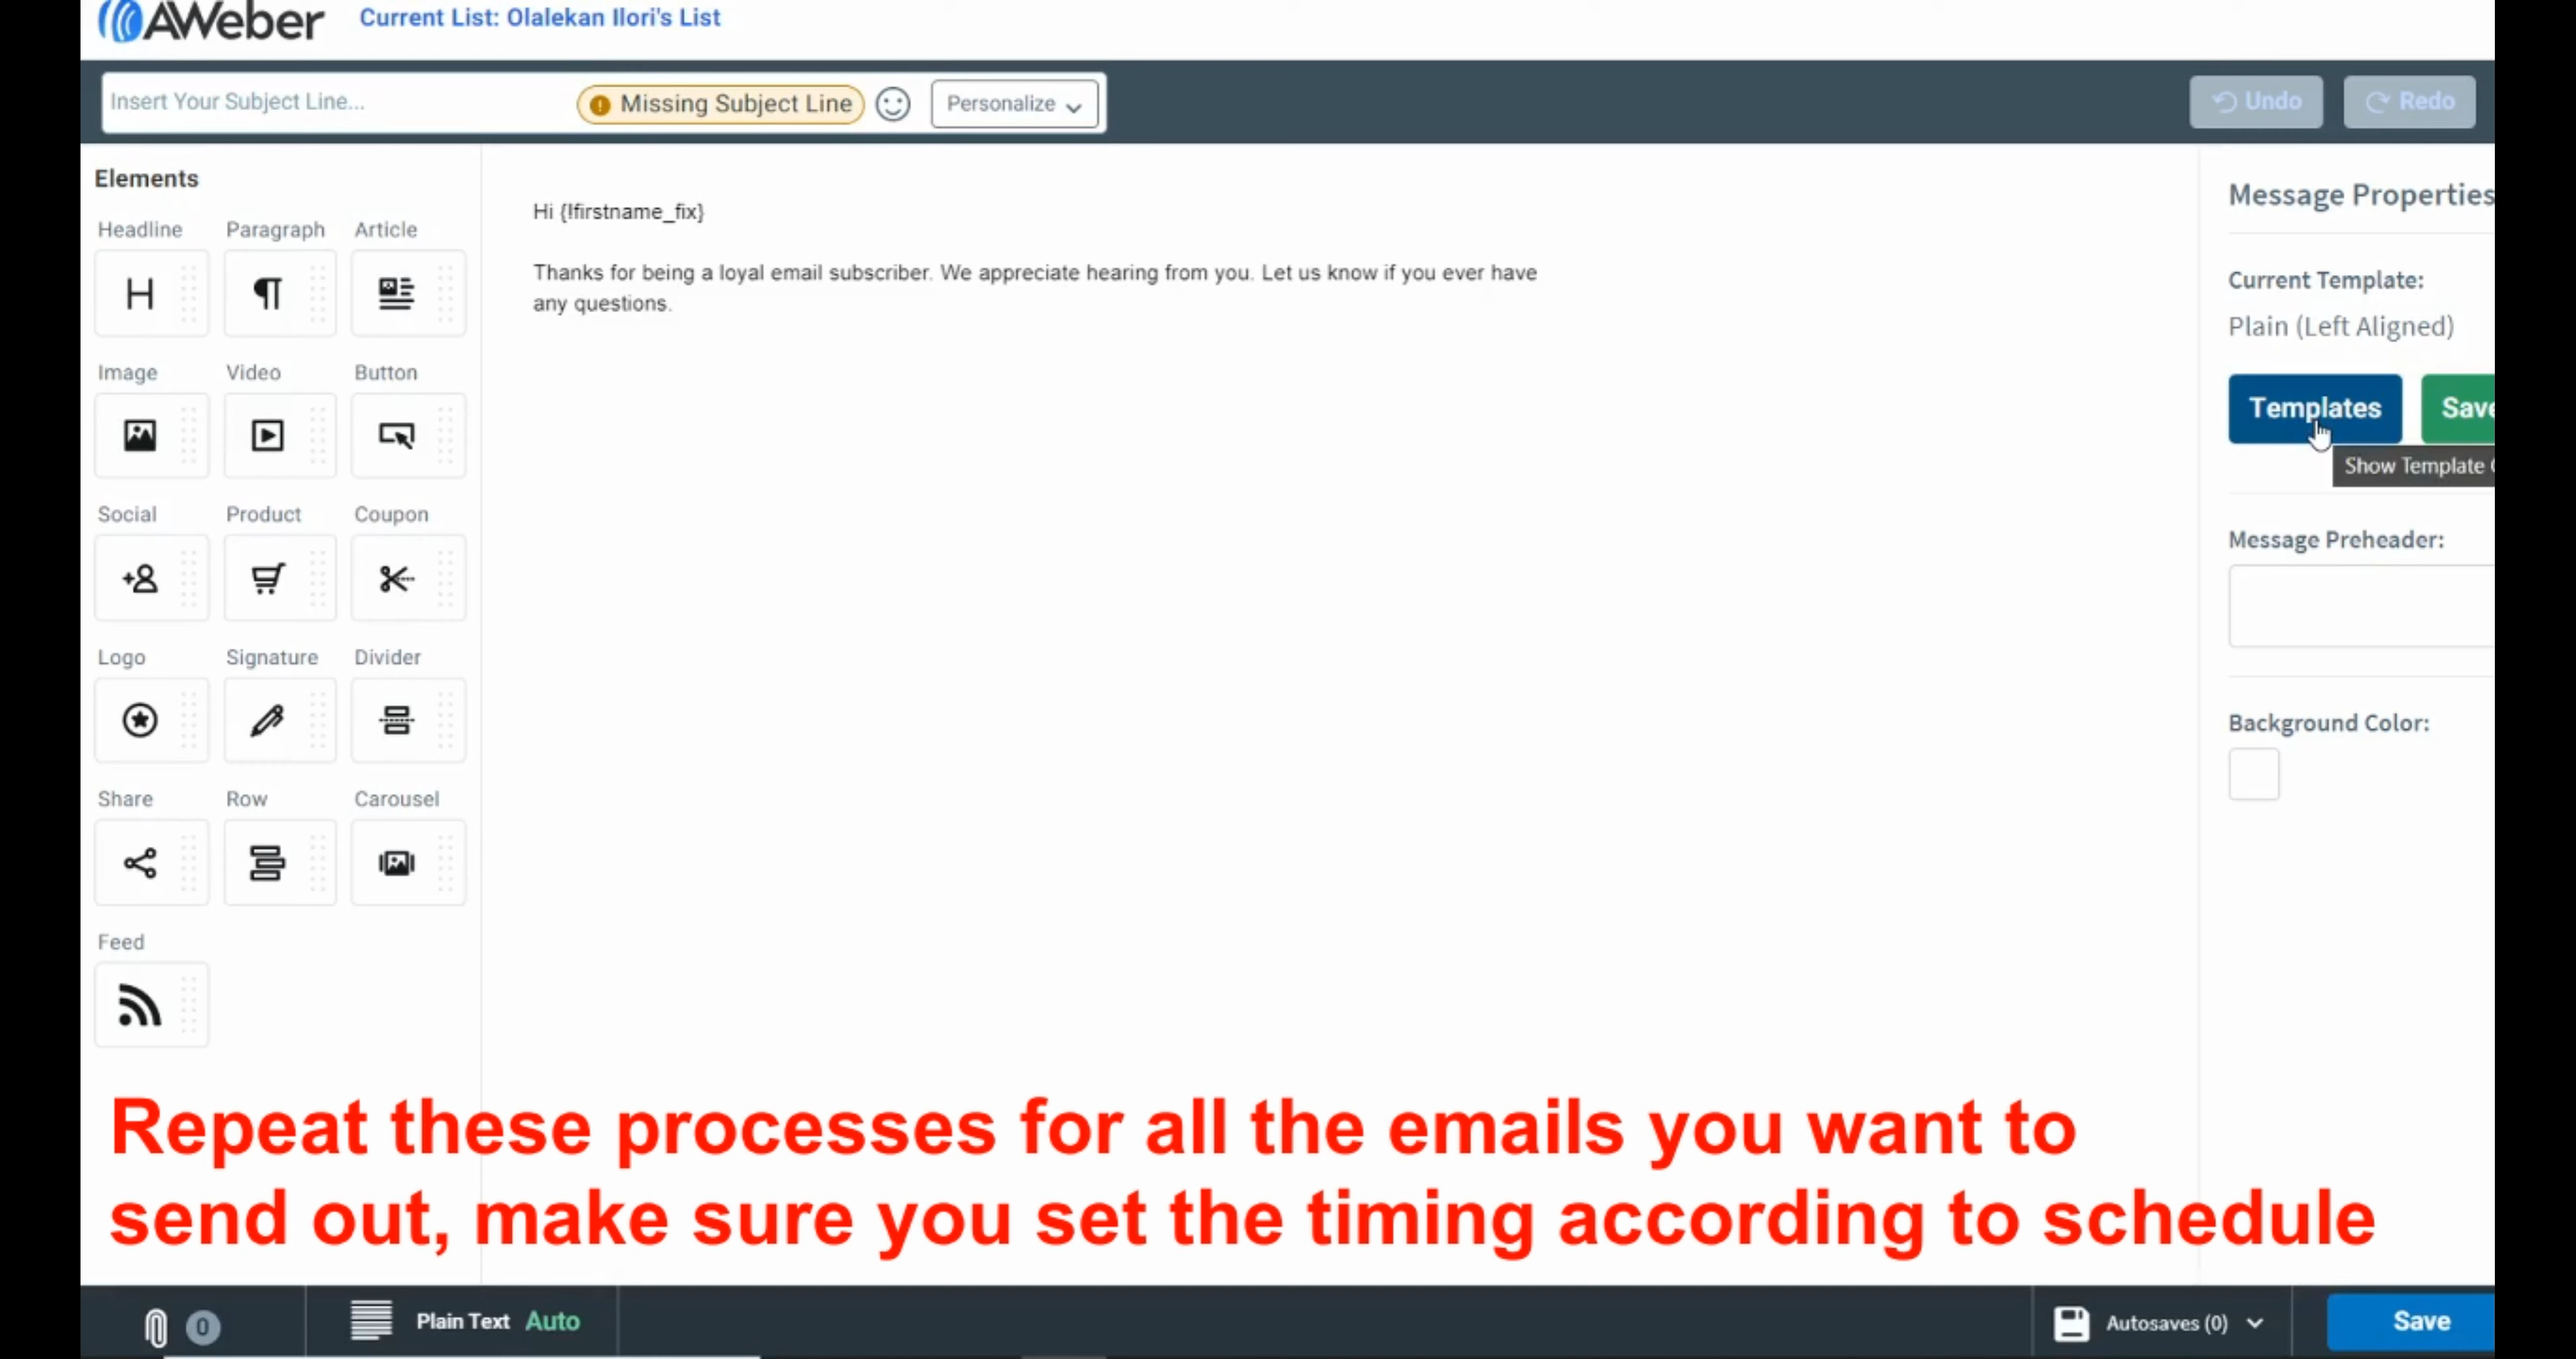 AWeber
Current List: Olalekan Ilori's List
Insert Your Subject Line...
Missing Subject Line
Personalize
Undo
Redo
Elements
Headline Paragraph Article
Image Video Button
Social Product Coupon
Logo Signature Divider
Share Row Carousel
Feed
Hi {!firstname_fix}
Thanks for being a loyal email subscriber. We appreciate hearing from you. Let us know if you ever have
any questions.
Message Properties
Current Template:
Plain (Left Aligned)
Templates
Save
Show Template
Message Preheader:
Background Color:
Repeat these processes for all the emails you want to
send out, make sure you set the timing according to schedule
0
Plain Text Auto
Autosaves (0)
Save